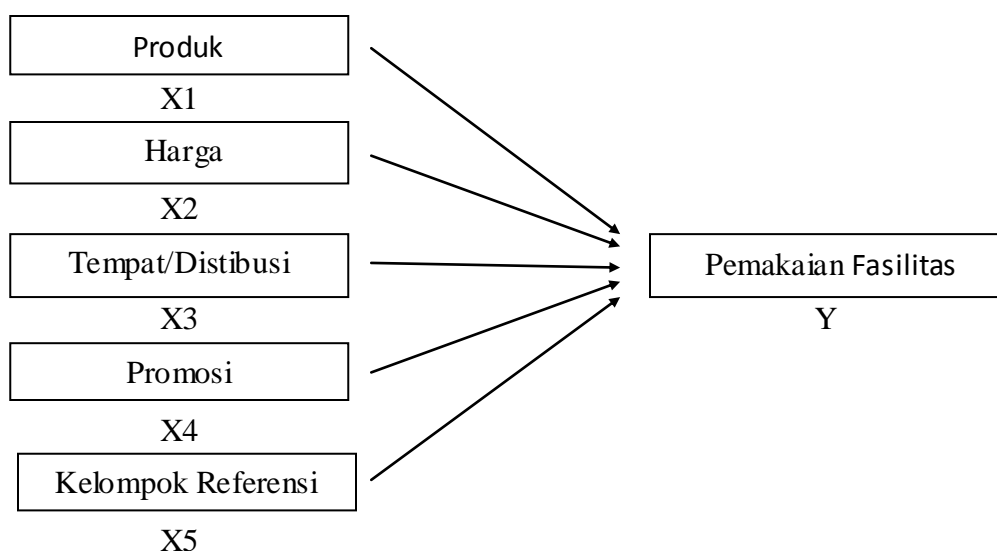 Produk
X1
Harga
X2
Tempat/Distibusi
X3
Promosi
X4
Kelompok Referensi
X5
Pemakaian Fasilitas
Y